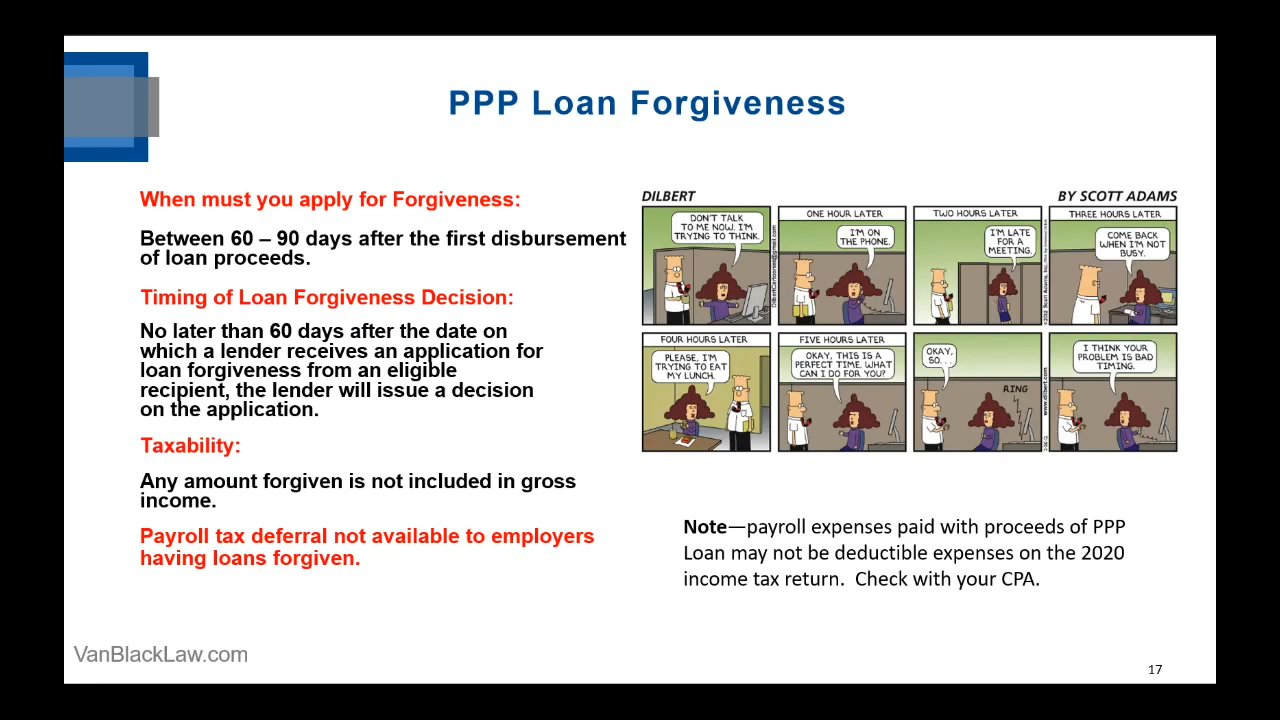 PPP Loan Forgiveness
When must you apply for Forgiveness:
Between 60 – 90 days after the first disbursement
of loan proceeds.
Timing of Loan Forgiveness Decision:
No later than 60 days after the date on
which a lender receives an application for
loan forgiveness from an eligible
recipient, the lender will issue a decision
on the application.
Taxability:
Any amount forgiven is not included in gross
income.
Payroll tax deferral not available to employers
having loans forgiven.
DILBERT
BY SCOTT ADAMS
DON'T TALK
TO ME NOW. I'M
TRYING TO THINK.
DilbertCartoonist@gmail.com
ONE HOUR LATER
I'M ON
THE PHONE.
TWO HOURS LATER
I'M LATE
FOR A
MEETING.
THREE HOURS LATER
COME BACK
WHEN I'M NOT
BUSY.
FOUR HOURS LATER
PLEASE, I'M
TRYING TO EAT
MY LUNCH.
FIVE HOURS LATER
OKAY, THIS IS A
PERFECT TIME. WHAT
CAN I DO FOR YOU?
OKAY,
SO. . .
RING
www.dilbert.com
I THINK YOUR
PROBLEM IS BAD
TIMING.
Note—payroll expenses paid with proceeds of PPP
Loan may not be deductible expenses on the 2020
income tax return. Check with your CPA.
VanBlackLaw.com
17